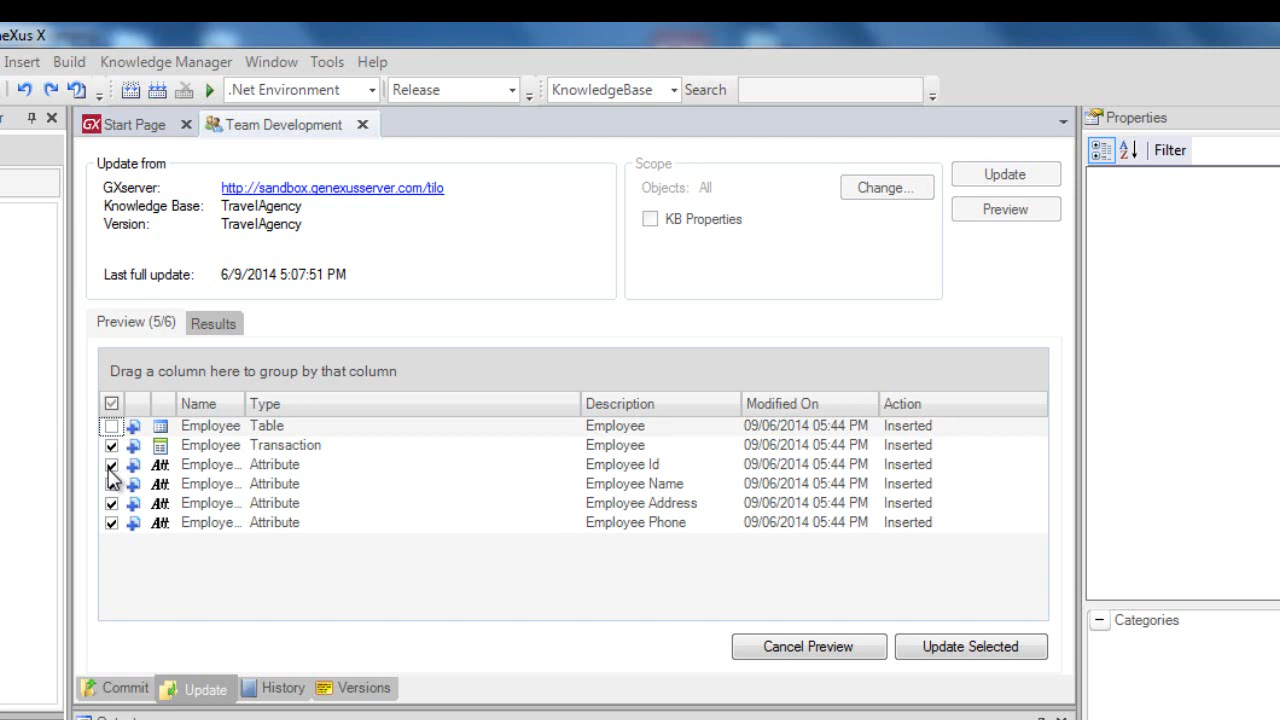 neXus X
Insert Build Knowledge Manager Window Tools Help
.Net Environment Release KnowledgeBase Search
GX Start Page Team Development Properties
Filter
Update from
GXserver: http://sandbox.genexusserver.com/tilo
Knowledge Base: TravelAgency
Version: TravelAgency
Last full update: 6/9/2014 5:07:51 PM
Scope
Objects: All Change...
KB Properties
Update
Preview
Preview (5/6) Results
Drag a column here to group by that column
Name Type Description Modified On Action
Employee Table Employee 09/06/2014 05:44 PM Inserted
Employee Transaction Employee 09/06/2014 05:44 PM Inserted
Att: Employe... Attribute Employee Id 09/06/2014 05:44 PM Inserted
Att: Employe... Attribute Employee Name 09/06/2014 05:44 PM Inserted
Att: Employe... Attribute Employee Address 09/06/2014 05:44 PM Inserted
Att: Employe... Attribute Employee Phone 09/06/2014 05:44 PM Inserted
Cancel Preview Update Selected
Categories
Commit Update History Versions